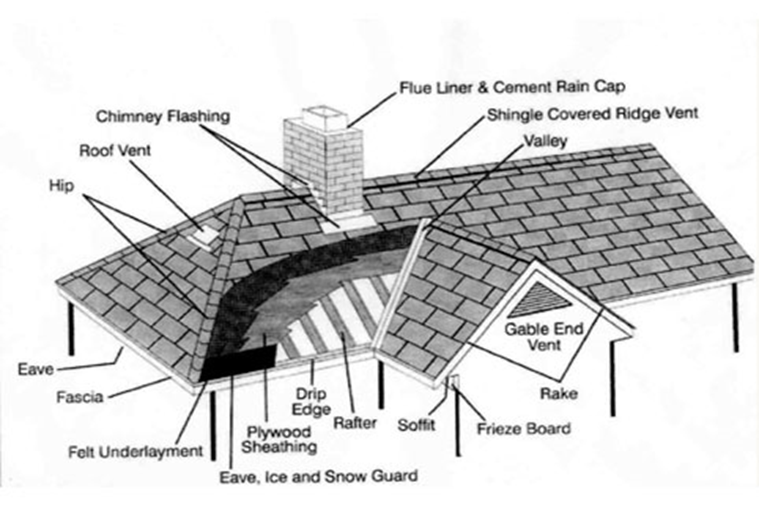 Flue Liner & Cement Rain Cap
Chimney Flashing
Shingle Covered Ridge Vent
Roof Vent
Valley
Hip
Gable End
Vent
Eave
Fascia
Drip
Edge
Rafter
Rake
Soffit
Frieze Board
Plywood
Sheathing
Felt Underlayment
Eave, Ice and Snow Guard